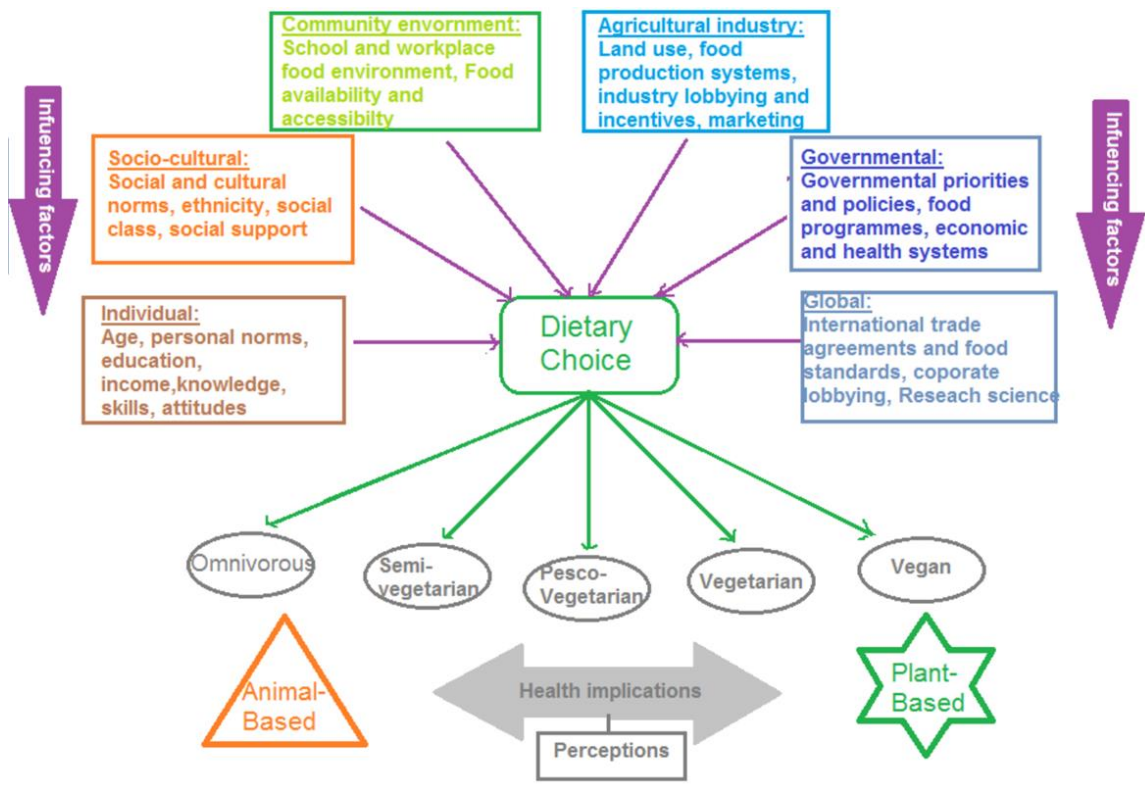 Community envornment:
School and workplace
food environment, Food
availability and
accessibilty
Agricultural industry:
Land use, food
production systems,
industry lobbying and
incentives, marketing
Infuencing factors
Infuencing factors
Socio-cultural:
Social and cultural
norms, ethnicity, social
class, social support
Governmental:
Governmental priorities
and policies, food
programmes, economic
and health systems
Individual:
Age, personal norms,
education,
income,knowledge,
skills, attitudes
Dietary
Choice
Global:
International trade
agreements and food
standards, coporate
lobbying, Reseach science
Omnivorous
Semi-
vegetarian
Pesco-
Vegetarian
Vegetarian
Vegan
Animal-
Based
Health implications
Perceptions
Plant-
Based